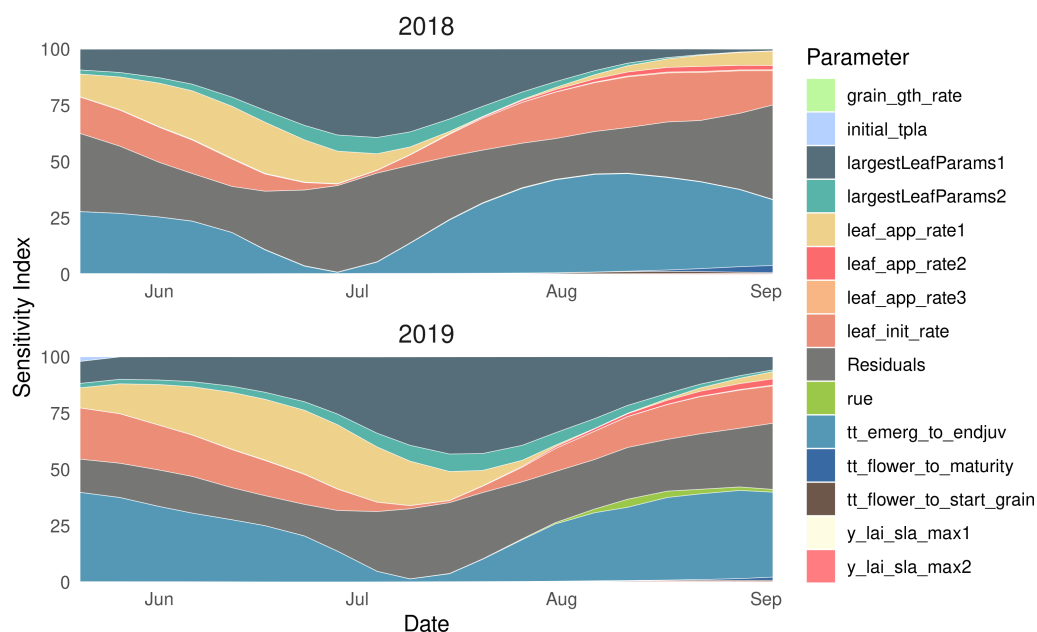 2018
100
75
50
25
0
Jun
Jul
Aug
Sep
2019
100
75
50
25
0
Jun
Jul
Aug
Sep
Date
Sensitivity Index
Parameter
grain_gth_rate
initial_tpla
largestLeafParams1
largestLeafParams2
leaf_app_rate1
leaf_app_rate2
leaf_app_rate3
leaf_init_rate
Residuals
rue
tt_emerg_to_endjuv
tt_flower_to_maturity
tt_flower_to_start_grain
y_lai_sla_max1
y_lai_sla_max2